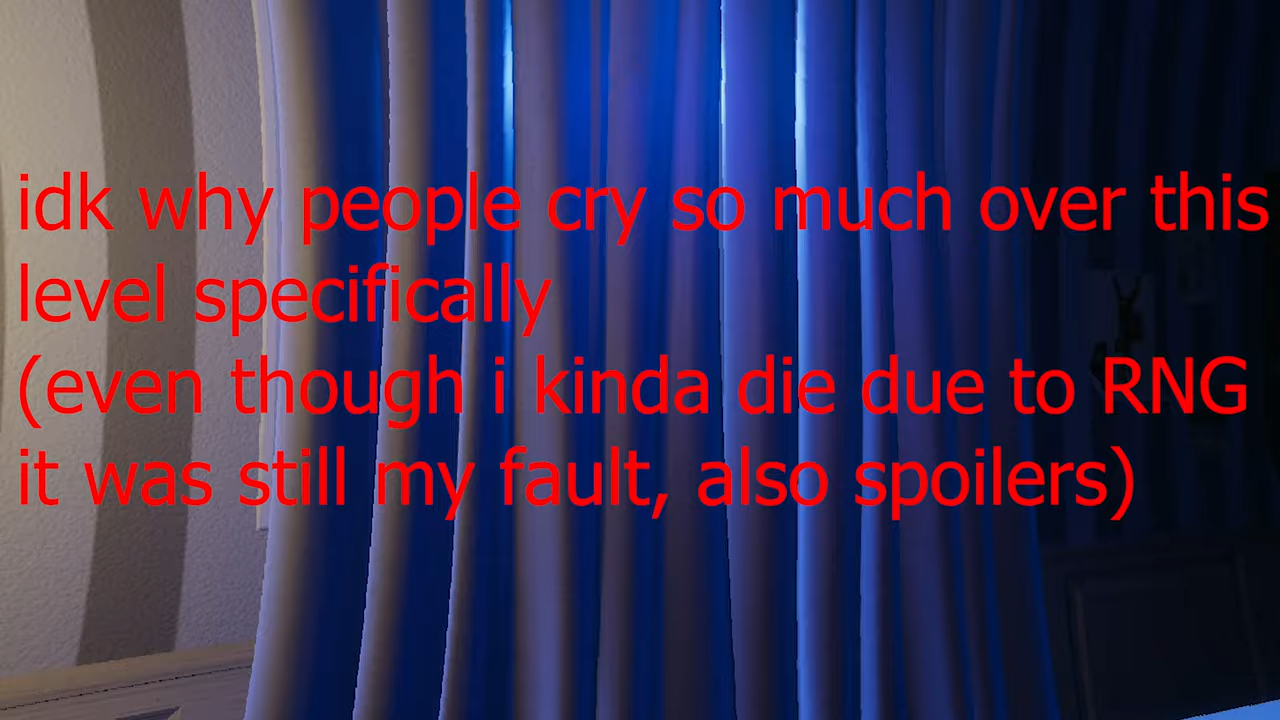 idk why people cry so much over this
level specifically
(even though i kinda die due to RNG
it was still my fault, also spoilers)